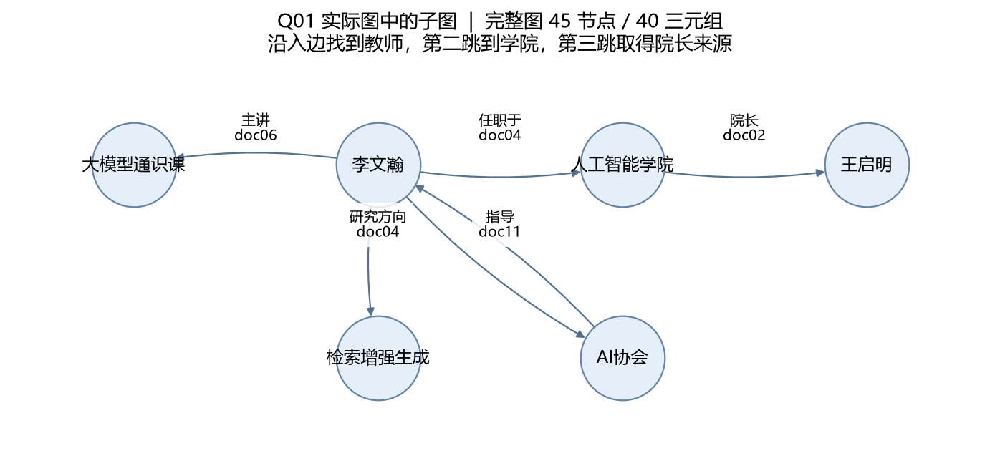 Q01 实际图中的子图 | 完整图 45 节点 / 40 三元组
沿入边找到教师，第二跳到学院，第三跳取得院长来源
主讲
doc06
任职于
doc04
院长
doc02
大模型通识课
李文瀚
人工智能学院
王启明
研究方向
doc04
指导
doc11
检索增强生成
AI协会